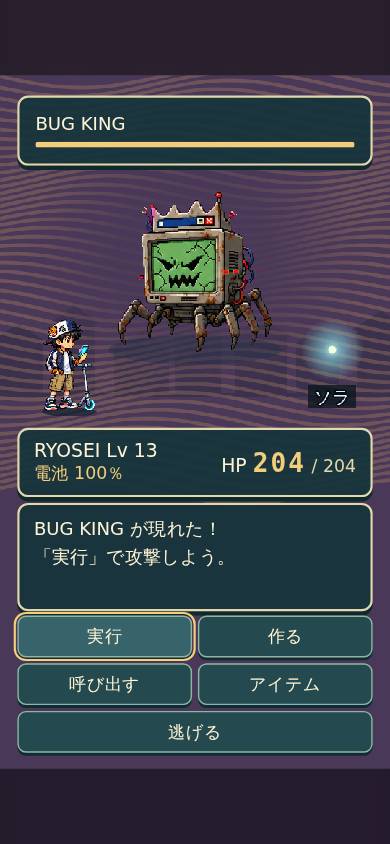 BUG KING
ソラ
RYOSEI Lv 13
電池 100%
HP 204 / 204
BUG KING が現れた！
「実行」で攻撃しよう。
実行
作る
呼び出す
アイテム
逃げる